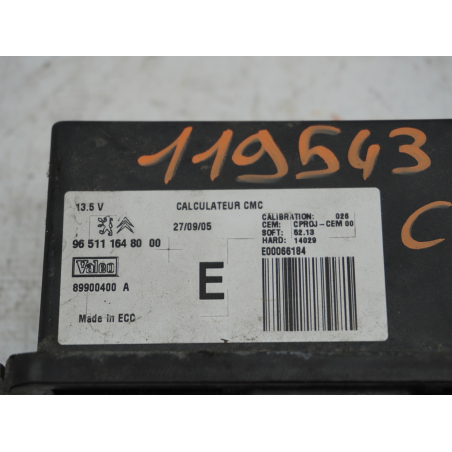 119543
C
13.5 V
CALCULATEUR CMC
27/09/05
CALIBRATION: 026
CEM: CPROJ-CEM 00
SOFT: 52.13
HARD: 14029
E00066184
96 511 164 80 00
Valeo
89900400 A
E
Made in ECC